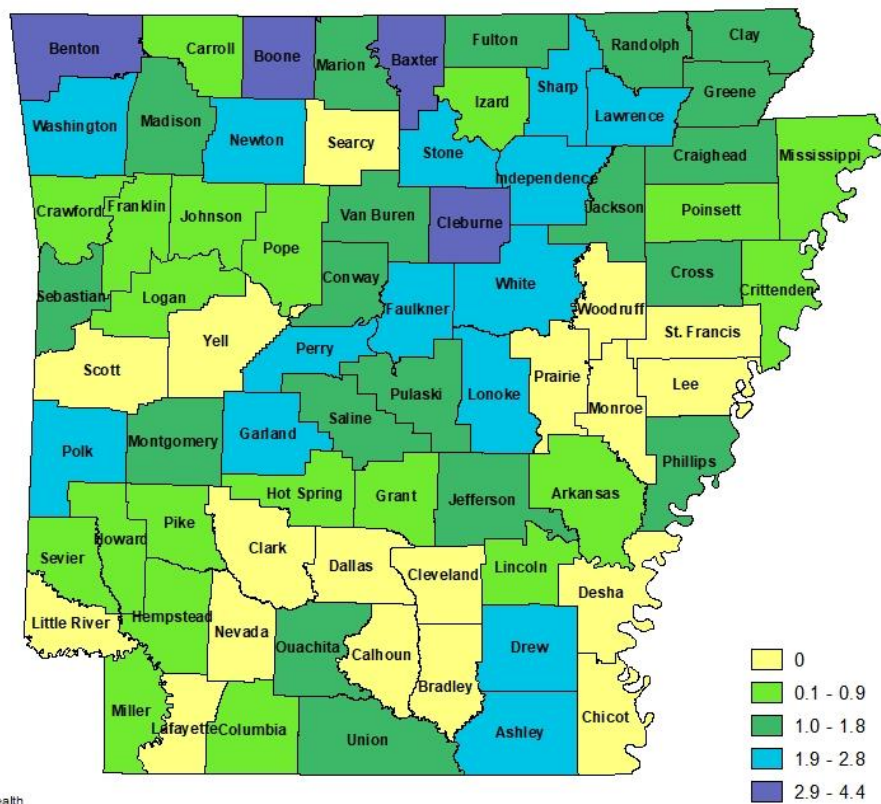 Benton
Carroll
Boone
Marion
Baxter
Fulton
Randolph
Clay
Izard
Sharp
Greene
Washington
Madison
Newton
Searcy
Stone
Lawrence
Independence
Craighead
Mississippi
Crawford
Franklin
Johnson
Pope
Van Buren
Cleburne
Jackson
Poinsett
Sebastian
Logan
Conway
Faulkner
White
Woodruff
Cross
Crittenden
Scott
Yell
Perry
Pulaski
Lonoke
Prairie
Monroe
St. Francis
Lee
Polk
Montgomery
Garland
Saline
Phillips
Hot Spring
Grant
Jefferson
Arkansas
Sevier
Howard
Pike
Clark
Dallas
Cleveland
Lincoln
Desha
Little River
Hempstead
Nevada
Ouachita
Calhoun
Bradley
Drew
Miller
Lafayette
Columbia
Union
Ashley
Chicot
0
0.1 - 0.9
1.0 - 1.8
1.9 - 2.8
2.9 - 4.4